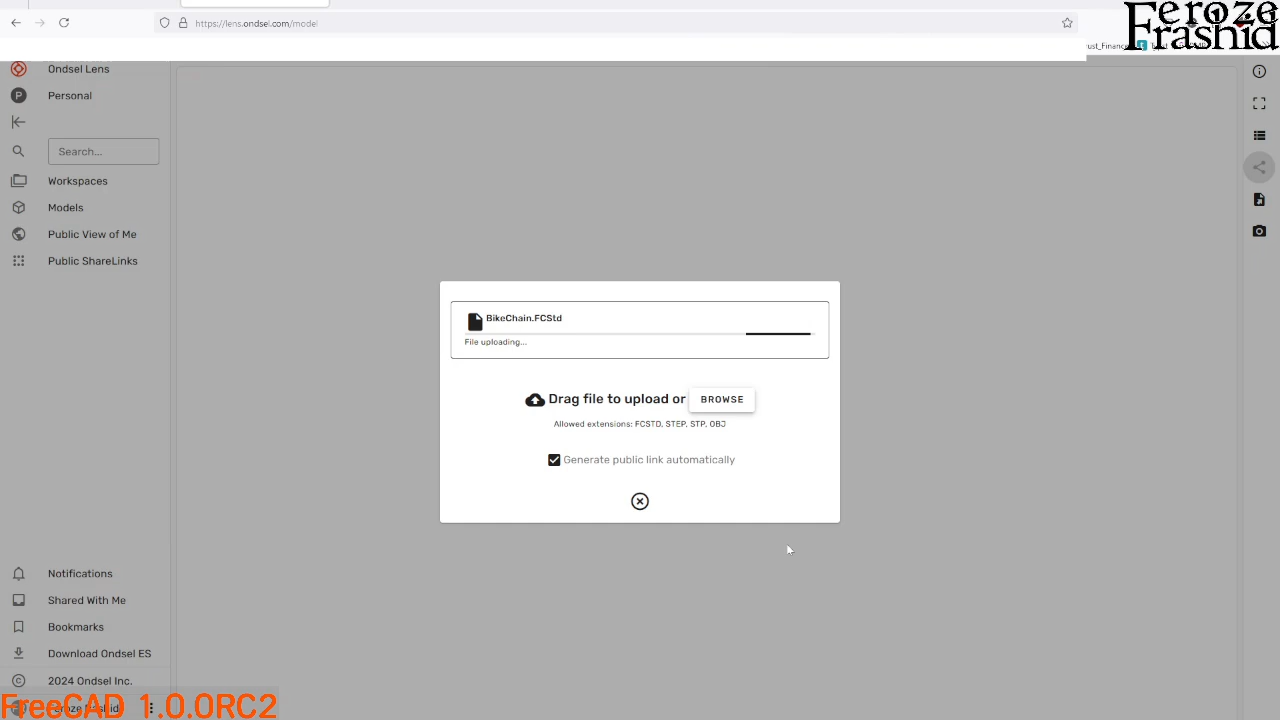 https://lens.ondsel.com/model
Feroze
Frashid
Ondsel Lens
P
Personal
Search...
Workspaces
Models
Public View of Me
Public ShareLinks
BikeChain.FCStd
File uploading...
Drag file to upload or BROWSE
Allowed extensions: FCSTD, STEP, STP, OBJ
Generate public link automatically
Notifications
Shared With Me
Bookmarks
Download Ondsel ES
2024 Ondsel Inc.
FreeCAD 1.0.0RC2